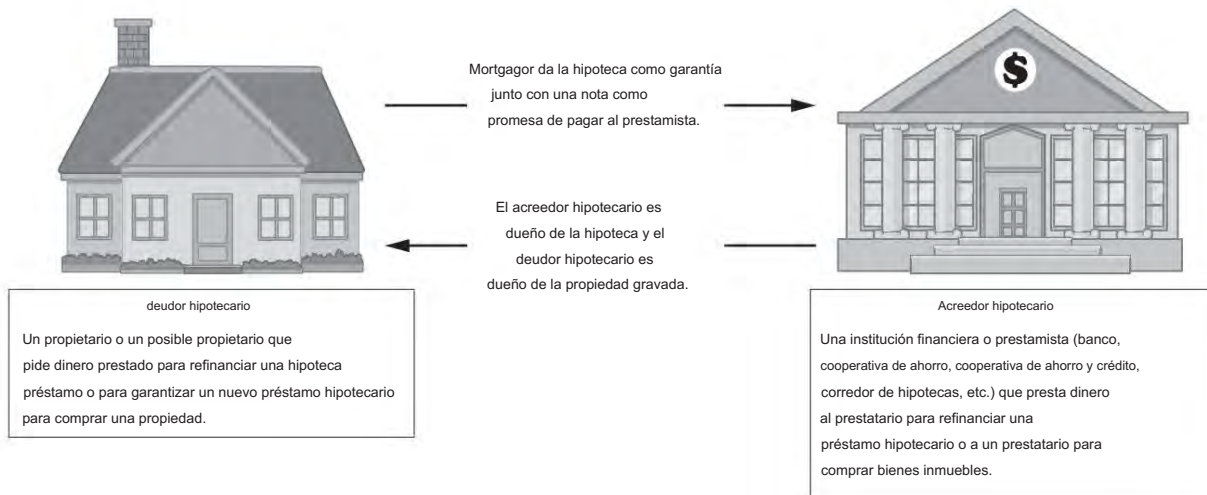 Mortgagor da la hipoteca como garantía
junto con una nota como
promesa de pagar al prestamista.
$
El acreedor hipotecario es
dueño de la hipoteca y el
deudor hipotecario es
dueño de la propiedad gravada.
deudor hipotecario
Un propietario o un posible propietario que
pide dinero prestado para refinanciar una hipoteca
préstamo o para garantizar un nuevo préstamo hipotecario
para comprar una propiedad.
Acreedor hipotecario
Una institución financiera o prestamista (banco,
cooperativa de ahorro, cooperativa de ahorro y crédito,
corredor de hipotecas, etc.) que presta dinero
al prestatario para refinanciar una
préstamo hipotecario o a un prestatario para
comprar bienes inmuebles.